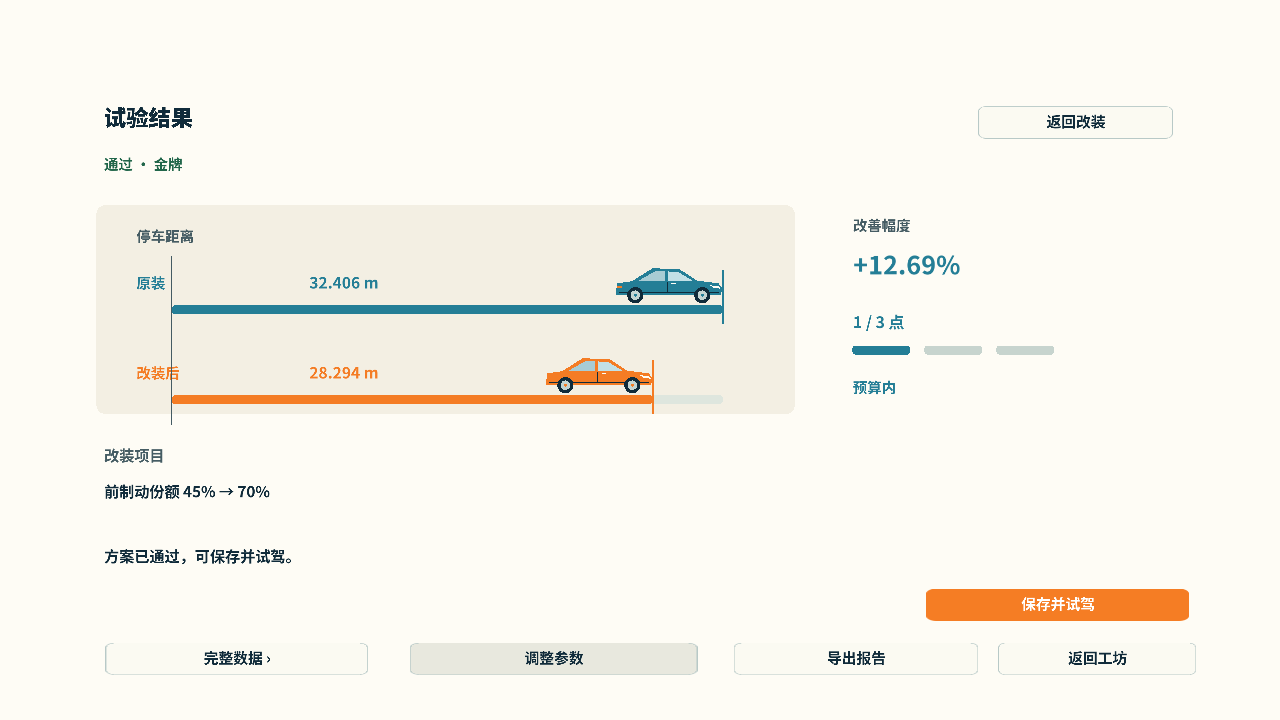 试验结果
返回改装
通过 · 金牌
停车距离
原装
32.406 m
改装后
28.294 m
改善幅度
+12.69%
1 / 3 点
预算内
改装项目
前制动份额 45% → 70%
方案已通过，可保存并试驾。
保存并试驾
完整数据 ›
调整参数
导出报告
返回工坊